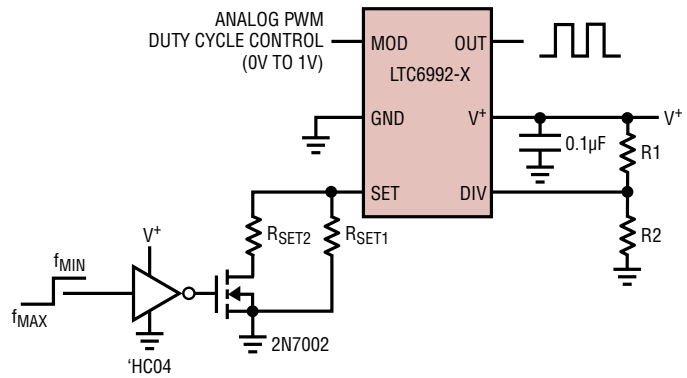 ANALOG PWM
DUTY CYCLE CONTROL
(0V TO 1V)
MOD
OUT
LTC6992-X
GND
V+
V+
0.1µF
R1
SET
DIV
RSET2
RSET1
R2
V+
fMIN
fMAX
2N7002
'HC04